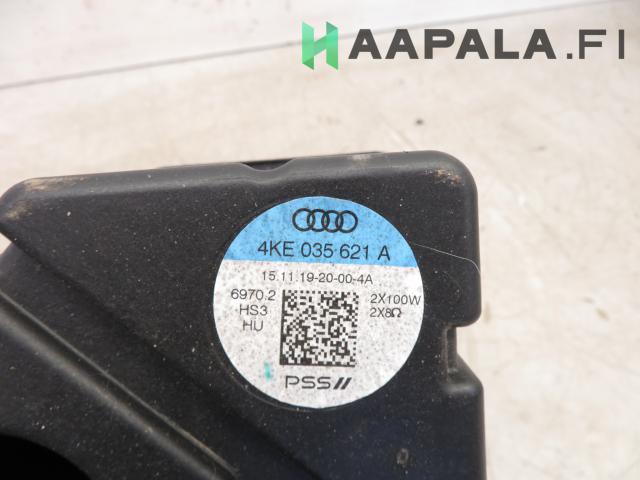 HAAPALA.FI
4KE 035 621 A
15.11.19-20-00-4A
6970.2
HS3
HU
2X100W
2X8Ω
PSS//